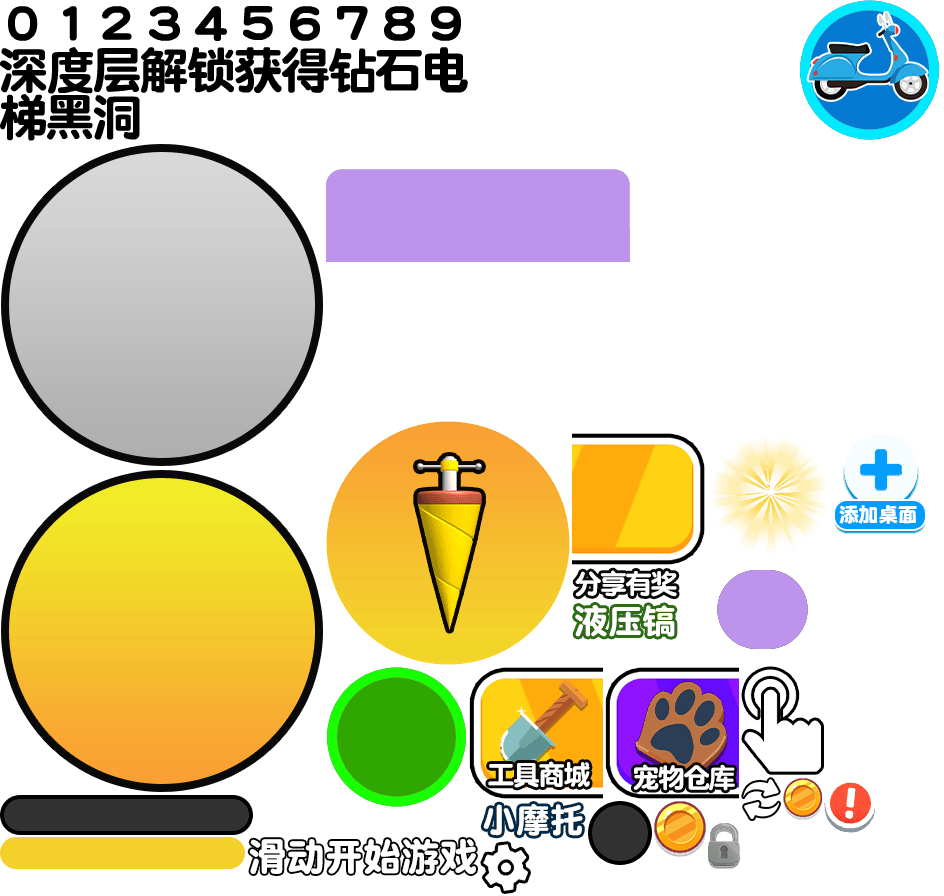 0 1 2 3 4 5 6 7 8 9
深度层解锁获得钻石电
梯黑洞
添加桌面
分享有奖
液压镐
工具商城
宠物仓库
小摩托
滑动开始游戏